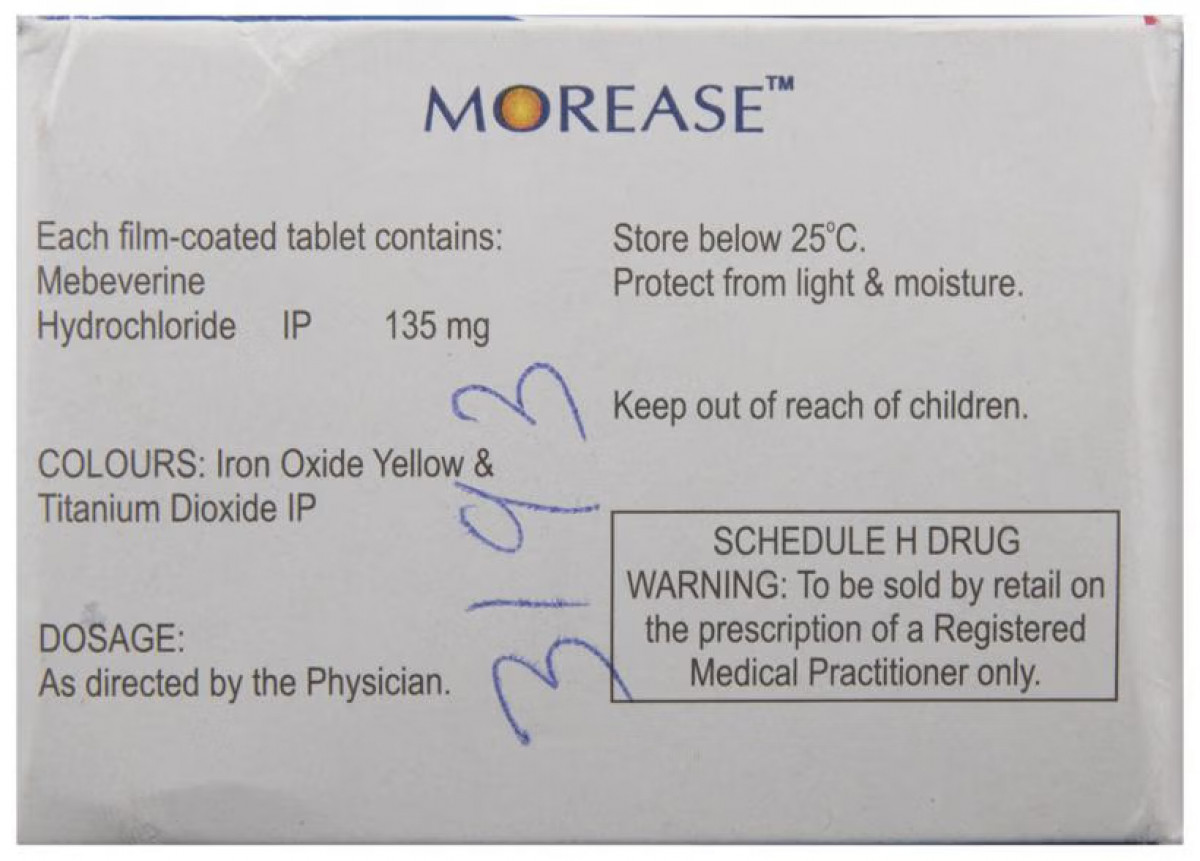 MOREASE™
Each film-coated tablet contains:
Mebeverine
Hydrochloride IP 135 mg
COLOURS: Iron Oxide Yellow &
Titanium Dioxide IP
DOSAGE:
As directed by the Physician.
Store below 25°C.
Protect from light & moisture.
Keep out of reach of children.
SCHEDULE H DRUG
WARNING: To be sold by retail on
the prescription of a Registered
Medical Practitioner only.
3193